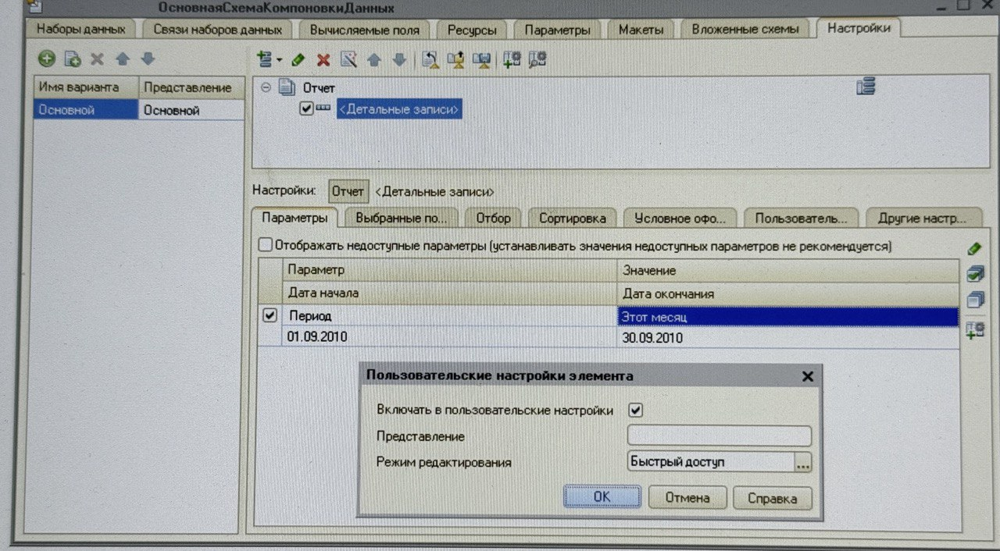 ОсновнаяСхемаКомпоновкиДанных
Наборы данных Связи наборов данных Вычисляемые поля Ресурсы Параметры Макеты Вложенные схемы Настройки
Имя варианта Представление
Основной Основной
Отчет
<Детальные записи>
Настройки: Отчет <Детальные записи>
Параметры Выбранные по... Отбор Сортировка Условное офо... Пользователь... Другие настр...
Отображать недоступные параметры (устанавливать значения недоступных параметров не рекомендуется)
Параметр Значение
Дата начала Дата окончания
Период Этот месяц
01.09.2010 30.09.2010
Пользовательские настройки элемента
Включать в пользовательские настройки
Представление
Режим редактирования Быстрый доступ ...
ОК Отмена Справка